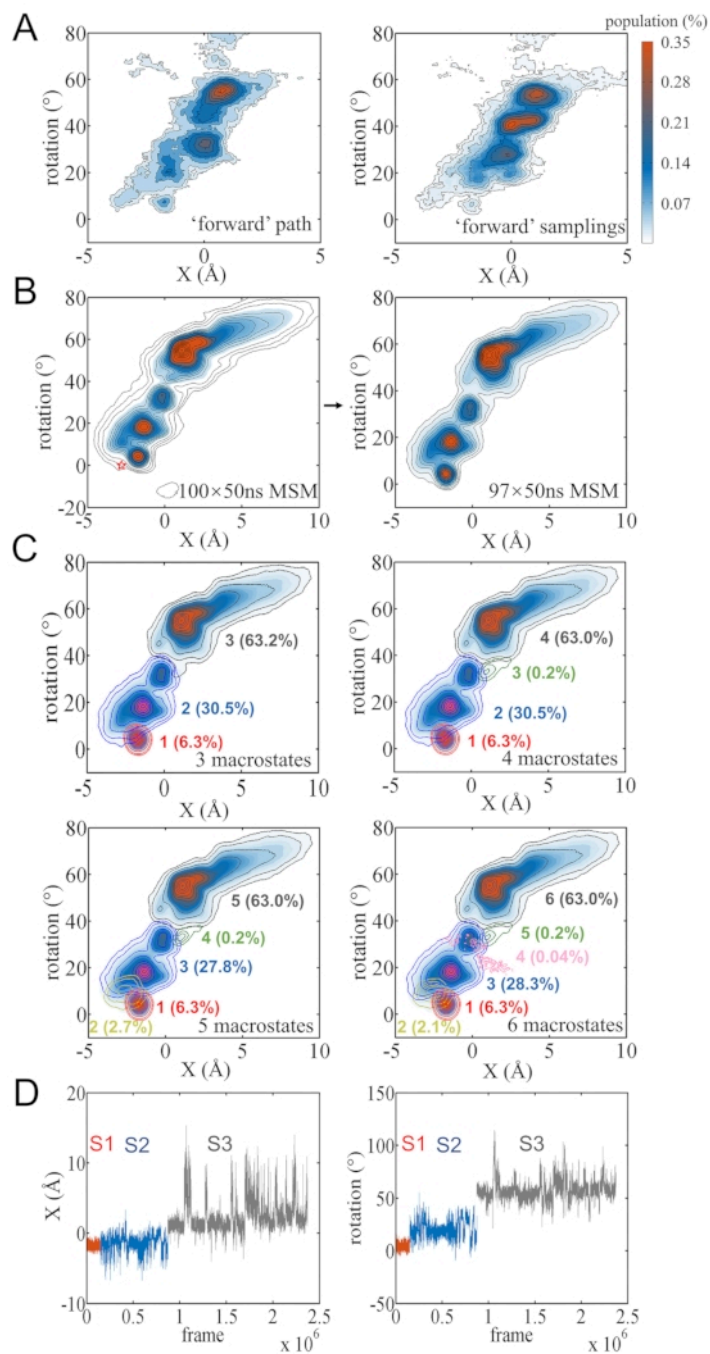 A
population (%)
0.35
0.28
0.21
0.14
0.07
80
60
40
20
0
rotation (°)
'forward' path
-5
0
5
X (Å)
80
60
40
20
0
rotation (°)
'forward' samplings
-5
0
5
X (Å)
B
80
60
40
20
0
-20
rotation (°)
100×50ns MSM
-5
0
5
10
X (Å)
80
60
40
20
0
rotation (°)
97×50ns MSM
-5
0
5
10
X (Å)
C
80
60
40
20
0
rotation (°)
3 (63.2%)
2 (30.5%)
1 (6.3%)
3 macrostates
-5
0
5
10
X (Å)
80
60
40
20
0
rotation (°)
4 (63.0%)
3 (0.2%)
2 (30.5%)
1 (6.3%)
4 macrostates
-5
0
5
10
X (Å)
80
60
40
20
0
rotation (°)
5 (63.0%)
4 (0.2%)
3 (27.8%)
1 (6.3%)
2 (2.7%)
5 macrostates
-5
0
5
10
X (Å)
80
60
40
20
0
rotation (°)
6 (63.0%)
5 (0.2%)
4 (0.04%)
3 (28.3%)
1 (6.3%)
2 (2.1%)
6 macrostates
-5
0
5
10
X (Å)
D
20
10
0
-10
X (Å)
S1
S2
S3
0
0.5
1
1.5
2
2.5
frame
x 10⁶
150
100
50
0
-50
rotation (°)
S1
S2
S3
0
0.5
1
1.5
2
2.5
frame
x 10⁶